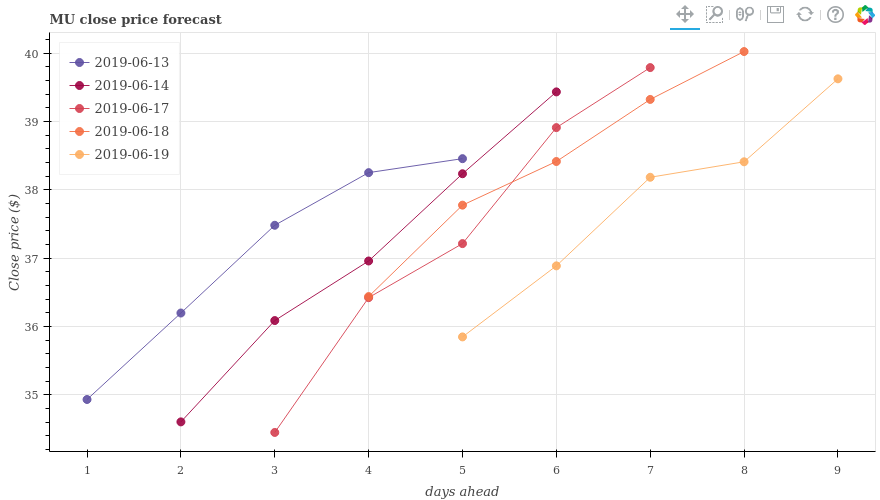 MU close price forecast
2019-06-13
2019-06-14
2019-06-17
2019-06-18
2019-06-19
Close price ($)
40
39
38
37
36
35
1 2 3 4 5 6 7 8 9
days ahead